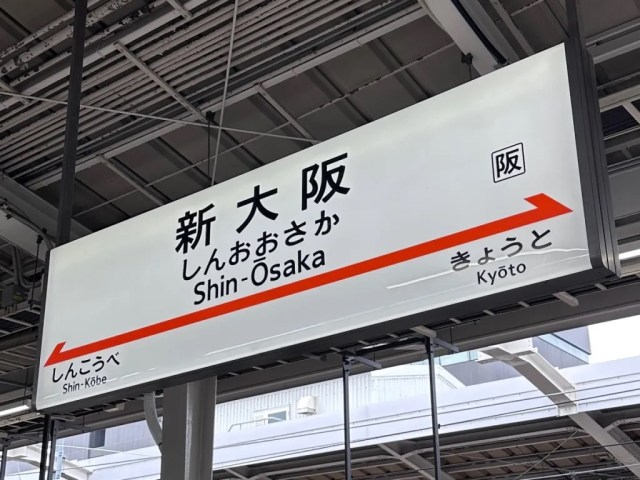 阪
新大阪
しんおおさか
Shin-Ōsaka
きょうと
Kyōto
しんこうべ
Shin-Kōbe